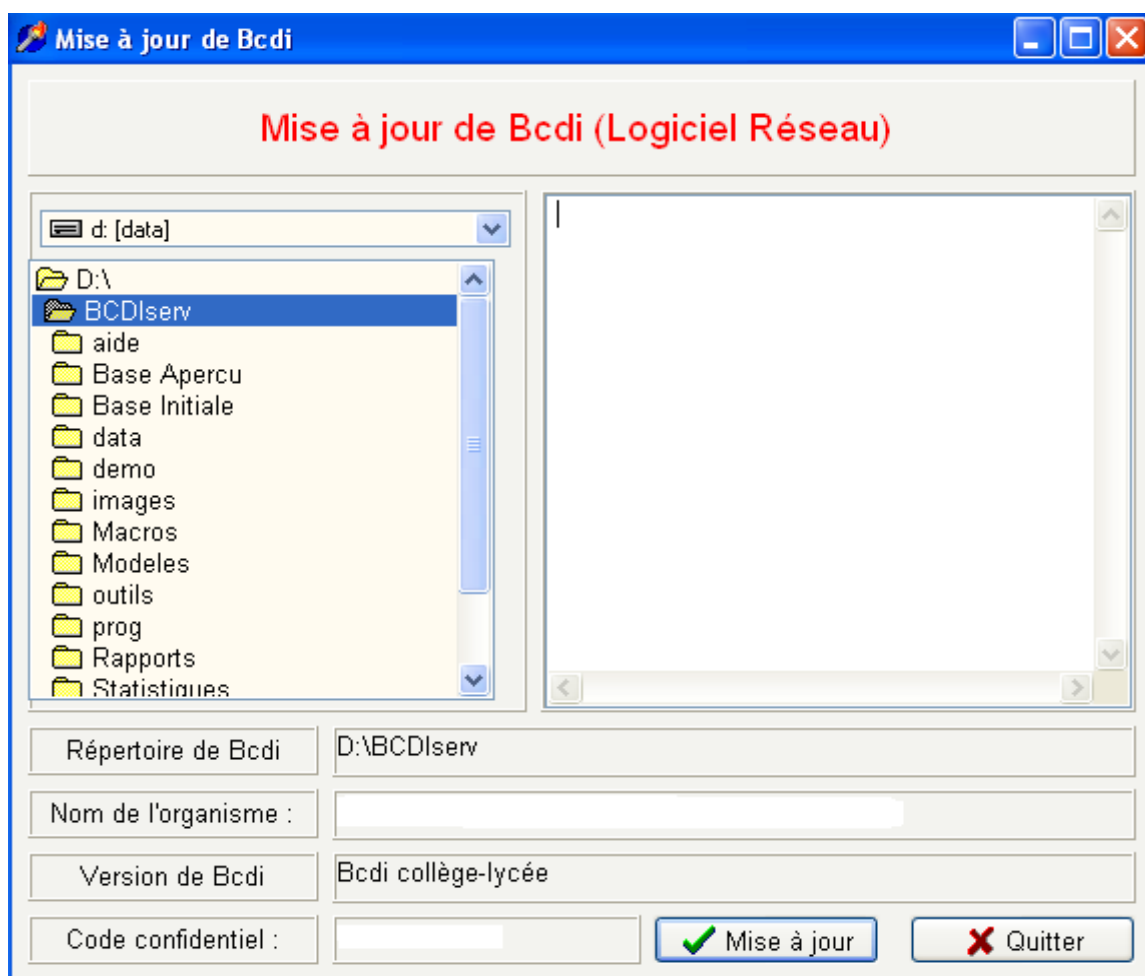 Mise à jour de Bcdi
Mise à jour de Bcdi (Logiciel Réseau)
d: [data]
D:\
BCDIserv
aide
Base Apercu
Base Initiale
data
demo
images
Macros
Modeles
outils
prog
Rapports
Statistiques
Répertoire de Bcdi
D:\BCDIserv
Nom de l'organisme :
Version de Bcdi
Bcdi collège-lycée
Code confidentiel :
Mise à jour
Quitter